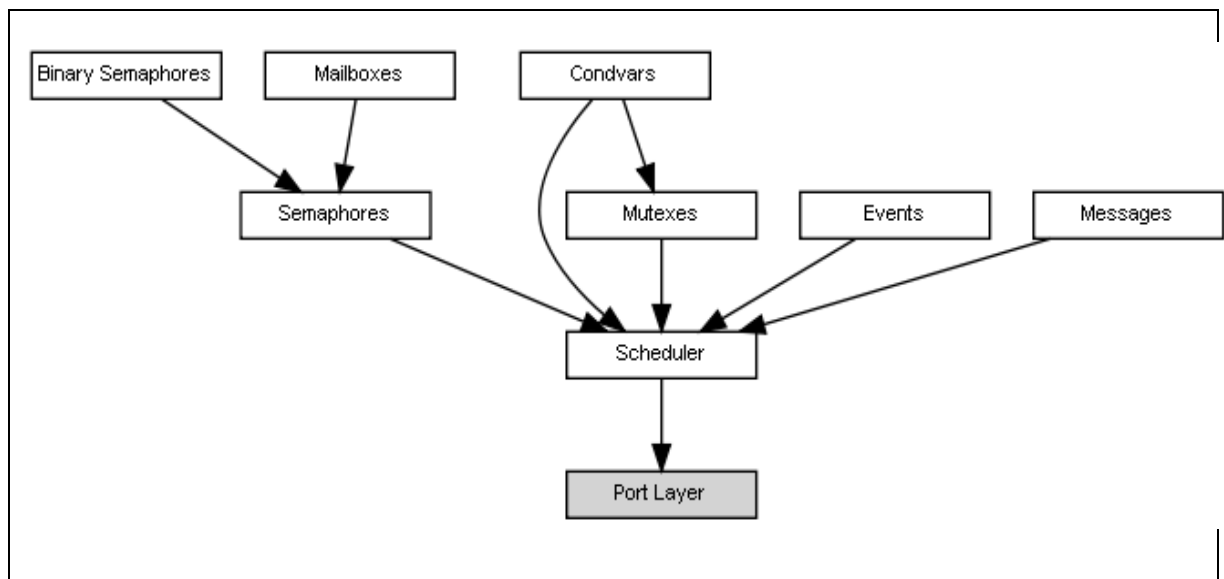 Binary Semaphores
Mailboxes
Condvars
Semaphores
Mutexes
Events
Messages
Scheduler
Port Layer